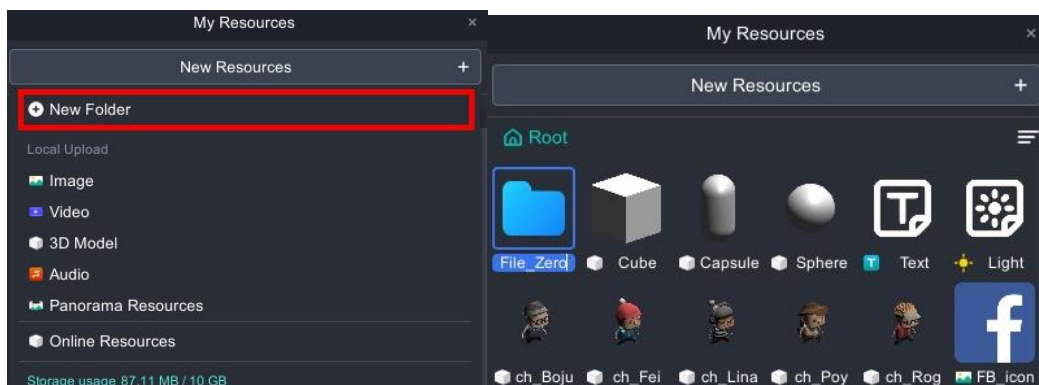 My Resources
New Resources
New Folder
Local Upload
Image
Video
3D Model
Audio
Panorama Resources
Online Resources
Storage usage 87.11 MB / 10 GB
My Resources
New Resources
Root
File_Zero Cube Capsule Sphere Text Light
ch_Boju ch_Fei ch_Lina ch_Poy ch_Rog FB_icon